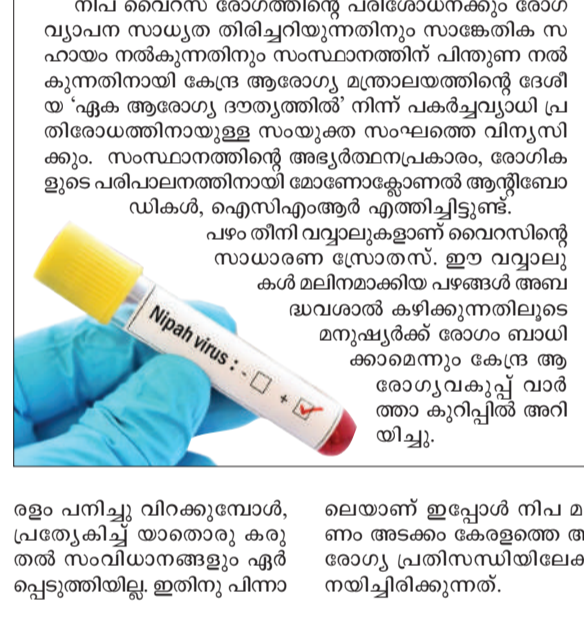 നിപ വൈറസ് രോഗത്തിന്റെ പരിശോധനക്കും രോഗ
വ്യാപന സാധ്യത തിരിച്ചറിയുന്നതിനും സാങ്കേതിക സ
ഹായം നൽകുന്നതിനും സംസ്ഥാനത്തിന് പിന്തുണ നൽ
കുന്നതിനായി കേന്ദ്ര ആരോഗ്യ മന്ത്രാലയത്തിന്റെ ദേശീ
യ ‘ഏക ആരോഗ്യ ദൗത്യത്തിൽ’ നിന്ന് പകർച്ചവ്യാധി പ്ര
തിരോധത്തിനായുള്ള സംയുക്ത സംഘത്തെ വിന്യസി
ക്കും. സംസ്ഥാനത്തിന്റെ അഭ്യർത്ഥനപ്രകാരം, രോഗിക
ളുടെ പരിപാലനത്തിനായി മോണോക്ലോണൽ ആന്റിബോ
ഡികൾ, ഐസിഎംആർ എത്തിച്ചിട്ടുണ്ട്.
പഴം തീനി വവ്വാലുകളാണ് വൈറസിന്റെ
സാധാരണ സ്രോതസ്. ഈ വവ്വാലു
കൾ മലിനമാക്കിയ പഴങ്ങൾ അബ
ദ്ധവശാൽ കഴിക്കുന്നതിലൂടെ
മനുഷ്യർക്ക് രോഗം ബാധി
ക്കാമെന്നും കേന്ദ്ര ആ
രോഗ്യവകുപ്പ് വാർ
ത്താ കുറിപ്പിൽ അറി
യിച്ചു.
Nipah virus : - +
രളം പനിച്ചു വിറക്കുമ്പോൾ,
പ്രത്യേകിച്ച് യാതൊരു കരു
തൽ സംവിധാനങ്ങളും ഏർ
പ്പെടുത്തിയില്ല. ഇതിനു പിന്നാ
ലെയാണ് ഇപ്പോൾ നിപ മ
ണം അടക്കം കേരളത്തെ ആ
രോഗ്യ പ്രതിസന്ധിയിലേക
നയിച്ചിരിക്കുന്നത്.